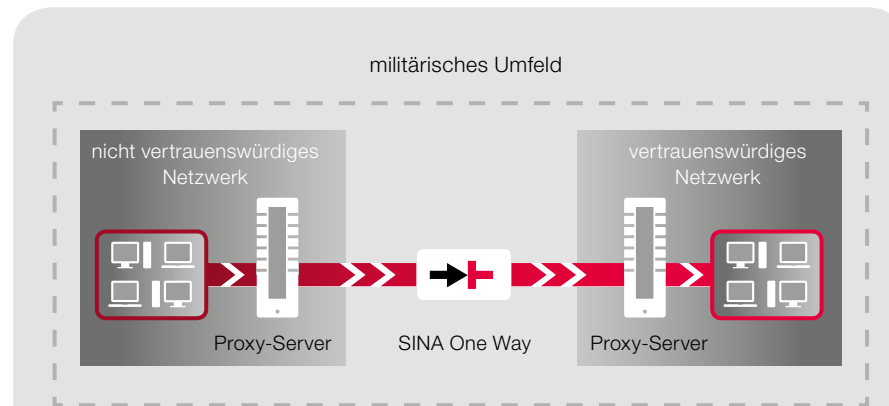 militärisches Umfeld
nicht vertrauenswürdiges
Netzwerk
vertrauenswürdiges
Netzwerk
Proxy-Server
SINA One Way
Proxy-Server